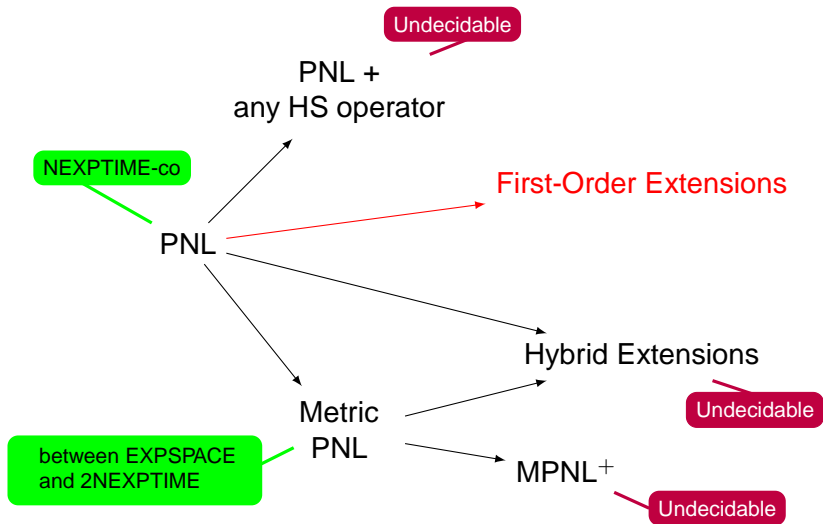 Undecidable
PNL +
any HS operator
NEXPTIME-co
First-Order Extensions
PNL
Hybrid Extensions
Undecidable
Metric
PNL
between EXPSPACE
and 2NEXPTIME
MPNL⁺
Undecidable